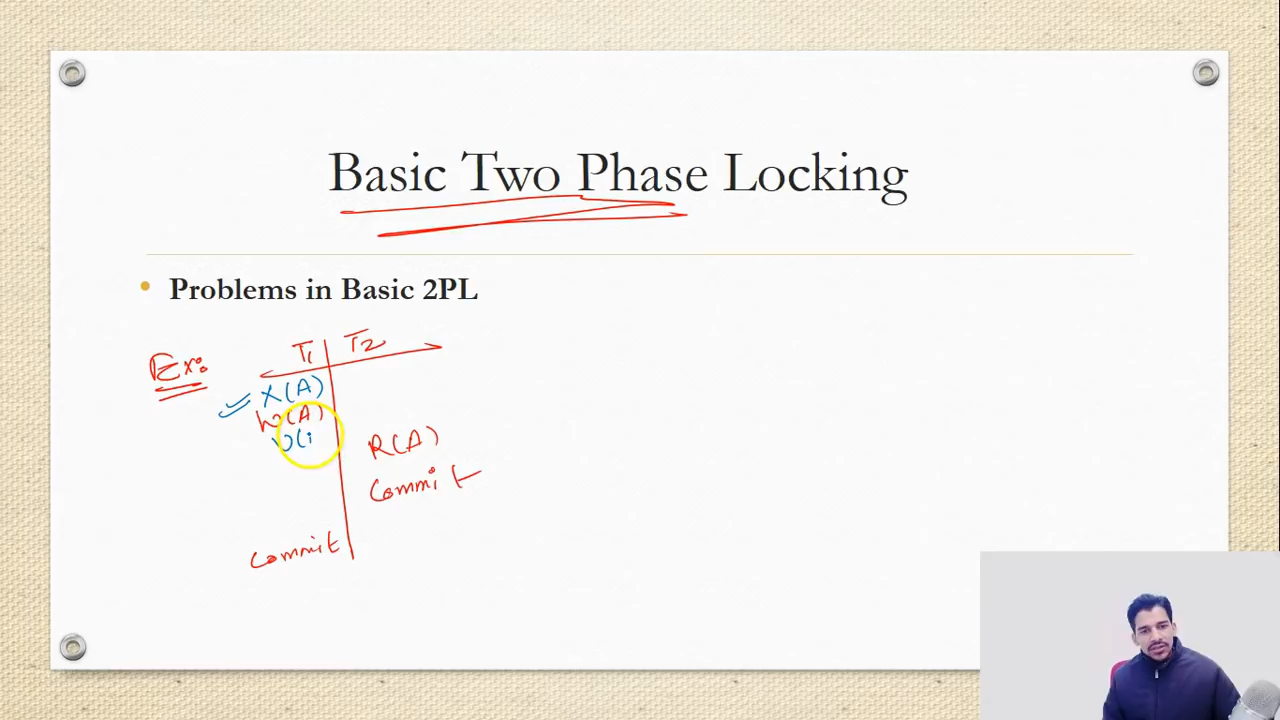 Basic Two Phase Locking
Problems in Basic 2PL
Ex:
T1 T2
X(A)
W(A)
R(A)
Commit
Commit